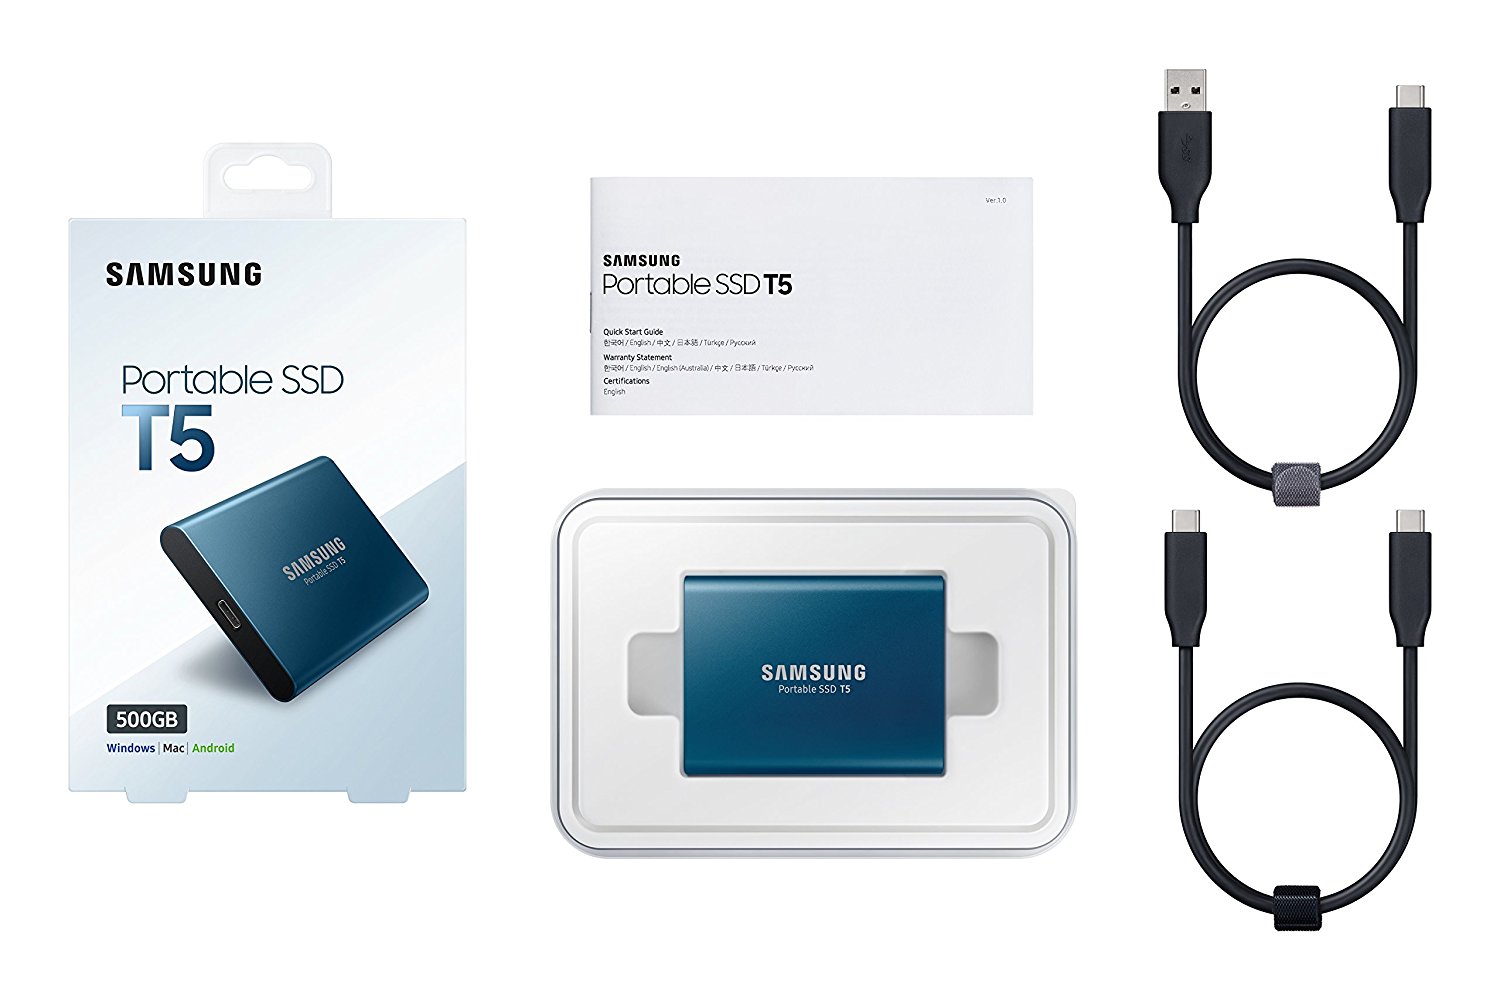 SAMSUNG
Portable SSD
T5
SAMSUNG
Portable SSD T5
500GB
Windows | Mac | Android
Ver.1.0
SAMSUNG
Portable SSD T5
Quick Start Guide
한국어 / English / 中文 / 日本語 / Türkçe / Русский
Warranty Statement
한국어 / English / English (Australia) / 中文 / 日本語 / Türkçe / Русский
Certifications
English
SAMSUNG
Portable SSD T5